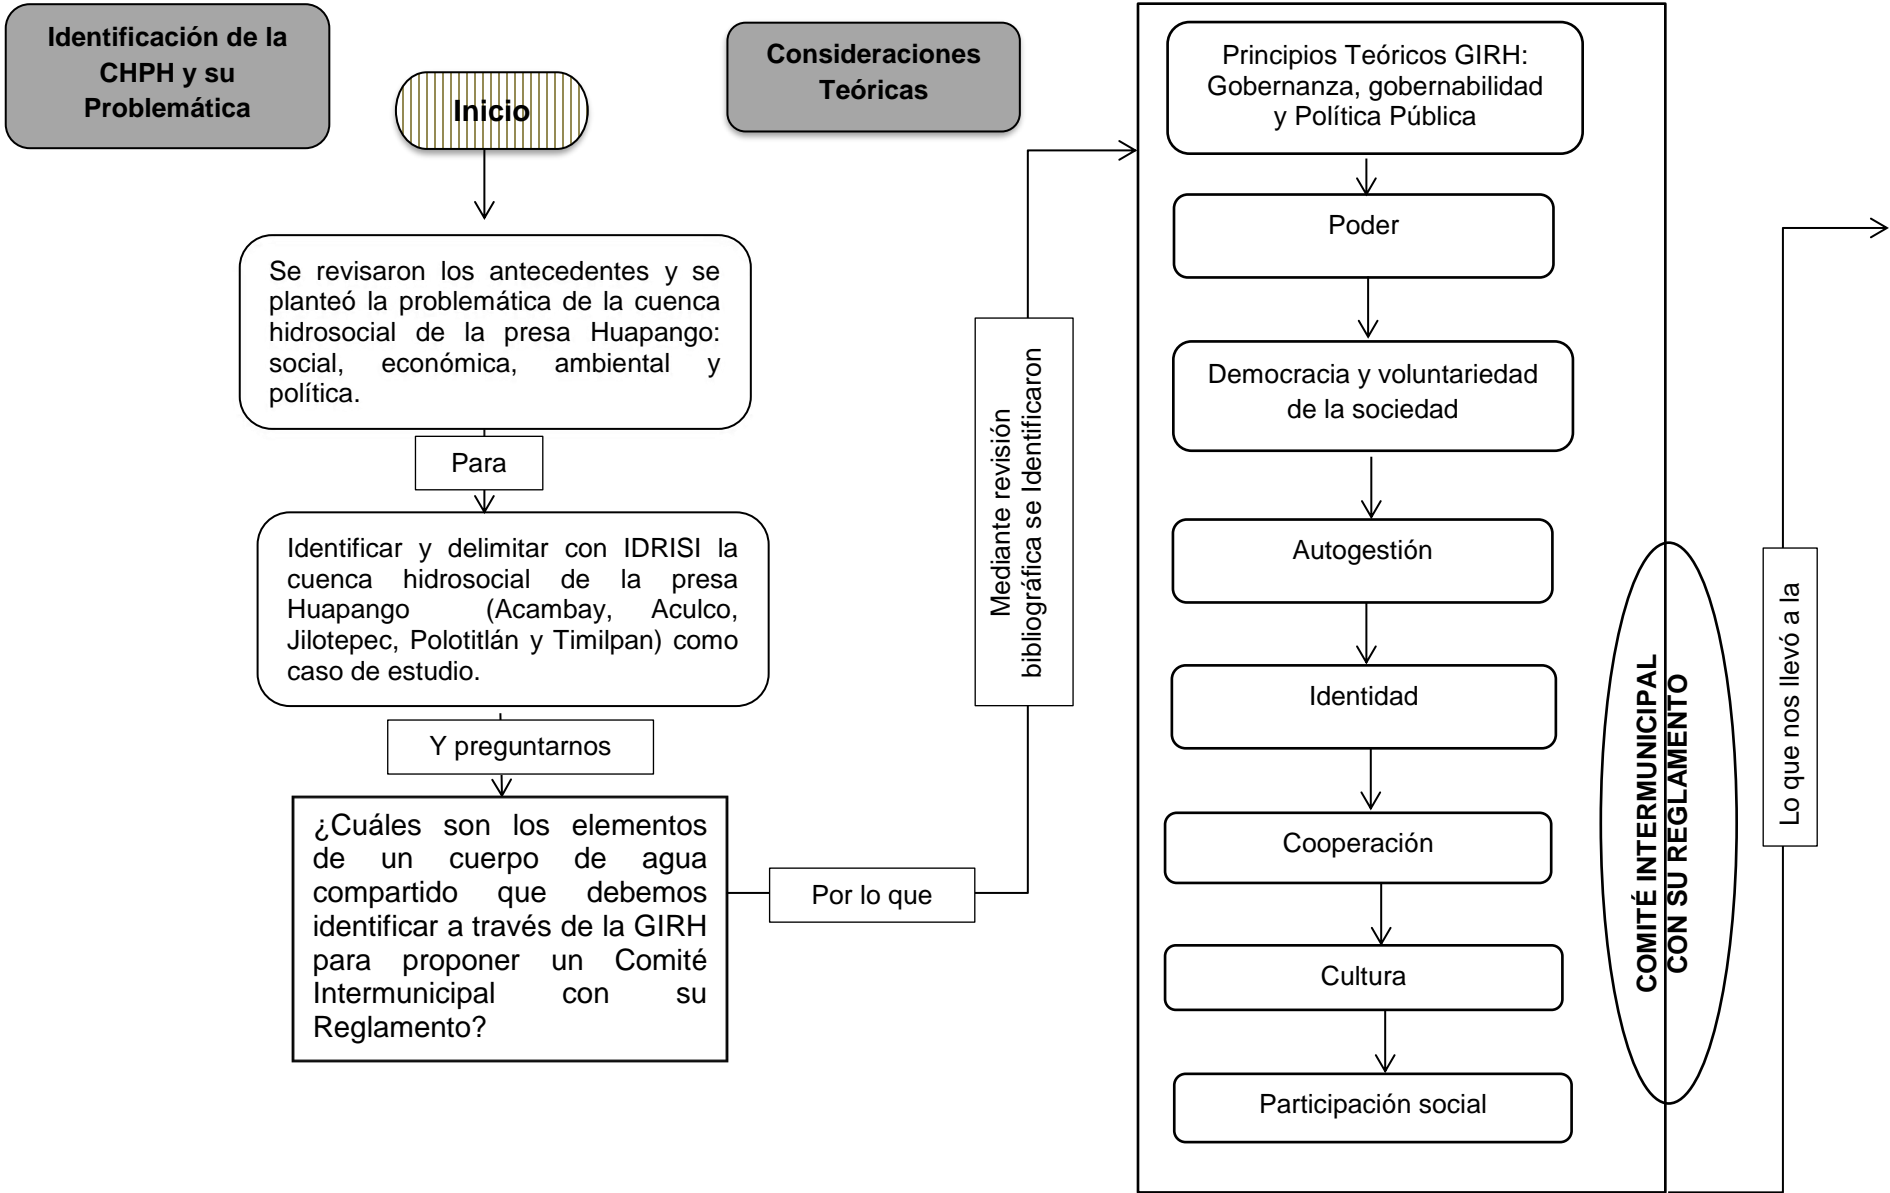 Identificación de la
CHPH y su
Problemática
Inicio
Se revisaron los antecedentes y se
planteó la problemática de la cuenca
hidrosocial de la presa Huapango:
social, económica, ambiental y
política.
Para
Identificar y delimitar con IDRISI la
cuenca hidrosocial de la presa
Huapango (Acambay, Aculco,
Jilotepec, Polotitlán y Timilpan) como
caso de estudio.
Y preguntarnos
¿Cuáles son los elementos
de un cuerpo de agua
compartido que debemos
identificar a través de la GIRH
para proponer un Comité
Intermunicipal con su
Reglamento?
Por lo que
Consideraciones
Teóricas
Mediante revisión
bibliográfica se Identificaron
Principios Teóricos GIRH:
Gobernanza, gobernabilidad
y Política Pública
Poder
Democracia y voluntariedad
de la sociedad
Autogestión
Identidad
Cooperación
Cultura
Participación social
COMITÉ INTERMUNICIPAL
CON SU REGLAMENTO
Lo que nos llevó a la